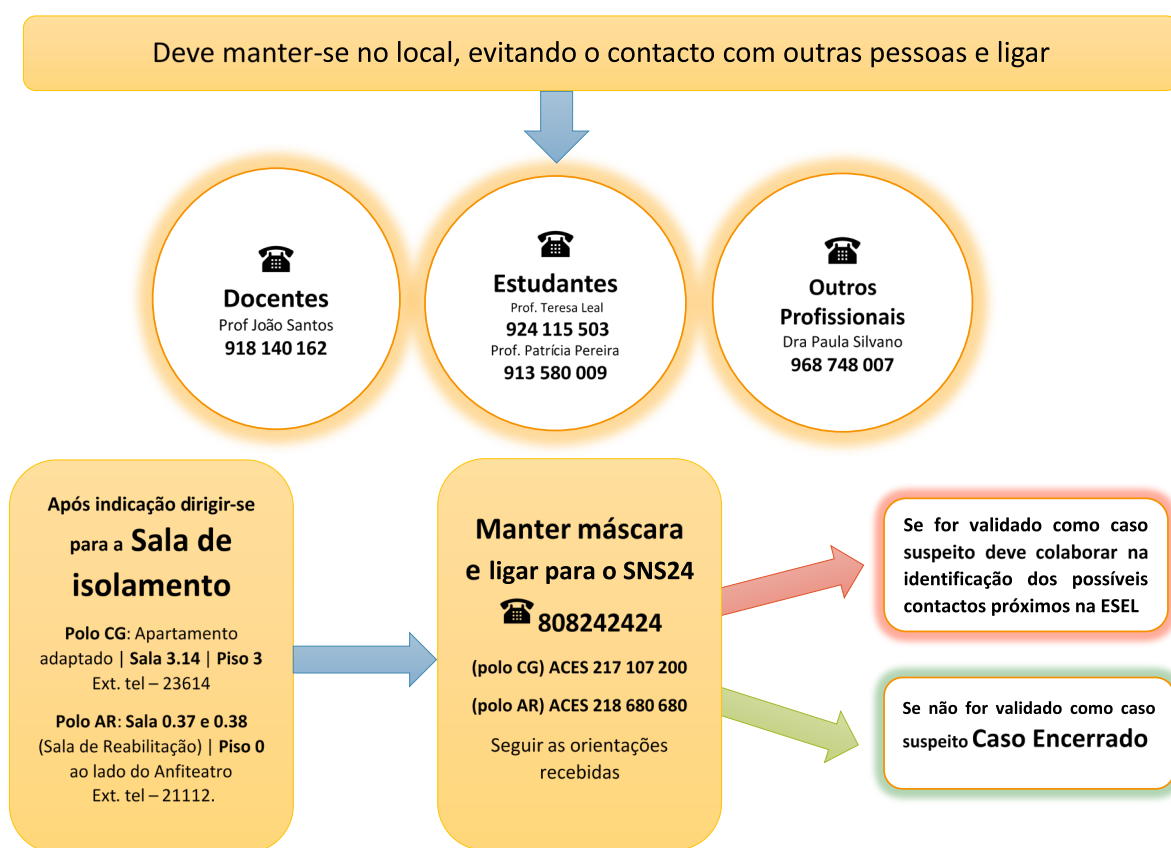 Deve manter-se no local, evitando o contacto com outras pessoas e ligar
Docentes
Prof João Santos
918 140 162
Estudantes
Prof. Teresa Leal
924 115 503
Prof. Patrícia Pereira
913 580 009
Outros
Profissionais
Dra Paula Silvano
968 748 007
Após indicação dirigir-se
para a Sala de
isolamento
Polo CG: Apartamento
adaptado | Sala 3.14 | Piso 3
Ext. tel – 23614
Polo AR: Sala 0.37 e 0.38
(Sala de Reabilitação) | Piso 0
ao lado do Anfiteatro
Ext. tel – 21112.
Manter máscara
e ligar para o SNS24
808242424
(polo CG) ACES 217 107 200
(polo AR) ACES 218 680 680
Seguir as orientações
recebidas
Se for validado como caso
suspeito deve colaborar na
identificação dos possíveis
contactos próximos na ESEL
Se não for validado como caso
suspeito Caso Encerrado